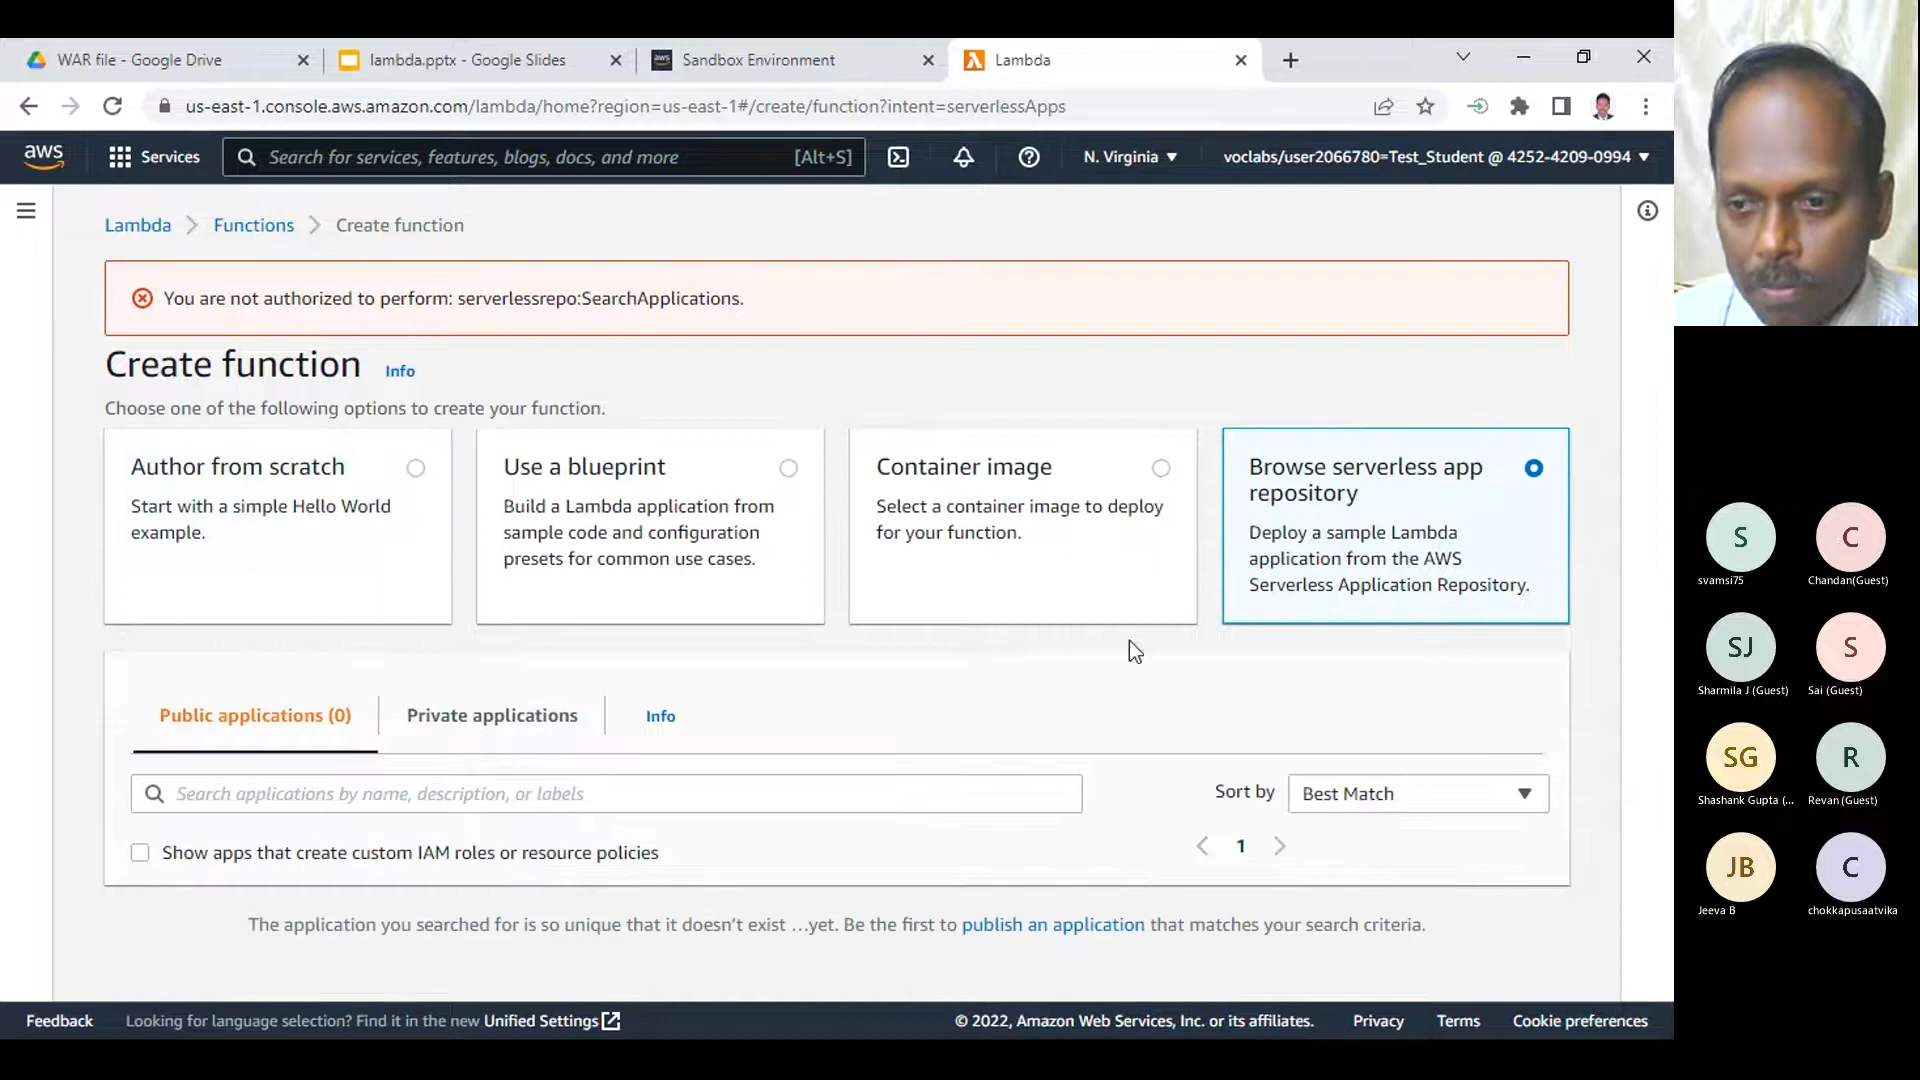 WAR file - Google Drive
lambda.pptx - Google Slides
aws
Sandbox Environment
Lambda
us-east-1.console.aws.amazon.com/lambda/home?region=us-east-1#/create/function?intent=serverlessApps
aws
Services
Search for services, features, blogs, docs, and more
[Alt+S]
N. Virginia
voclabs/user2066780=Test_Student @ 4252-4209-0994
Lambda
Functions
Create function
You are not authorized to perform: serverlessrepo:SearchApplications.
Create function
Info
Choose one of the following options to create your function.
Author from scratch
Start with a simple Hello World
example.
Use a blueprint
Build a Lambda application from
sample code and configuration
presets for common use cases.
Container image
Select a container image to deploy
for your function.
Browse serverless app
repository
Deploy a sample Lambda
application from the AWS
Serverless Application Repository.
Public applications (0)
Private applications
Info
Search applications by name, description, or labels
Sort by
Best Match
Show apps that create custom IAM roles or resource policies
1
The application you searched for is so unique that it doesn't exist …yet. Be the first to publish an application that matches your search criteria.
Feedback
Looking for language selection? Find it in the new Unified Settings
© 2022, Amazon Web Services, Inc. or its affiliates.
Privacy
Terms
Cookie preferences
S
svamsi75
C
Chandan(Guest)
SJ
Sharmila J (Guest)
S
Sai (Guest)
SG
Shashank Gupta (...
R
Revan (Guest)
JB
Jeeva B
C
chokkapusaatvika